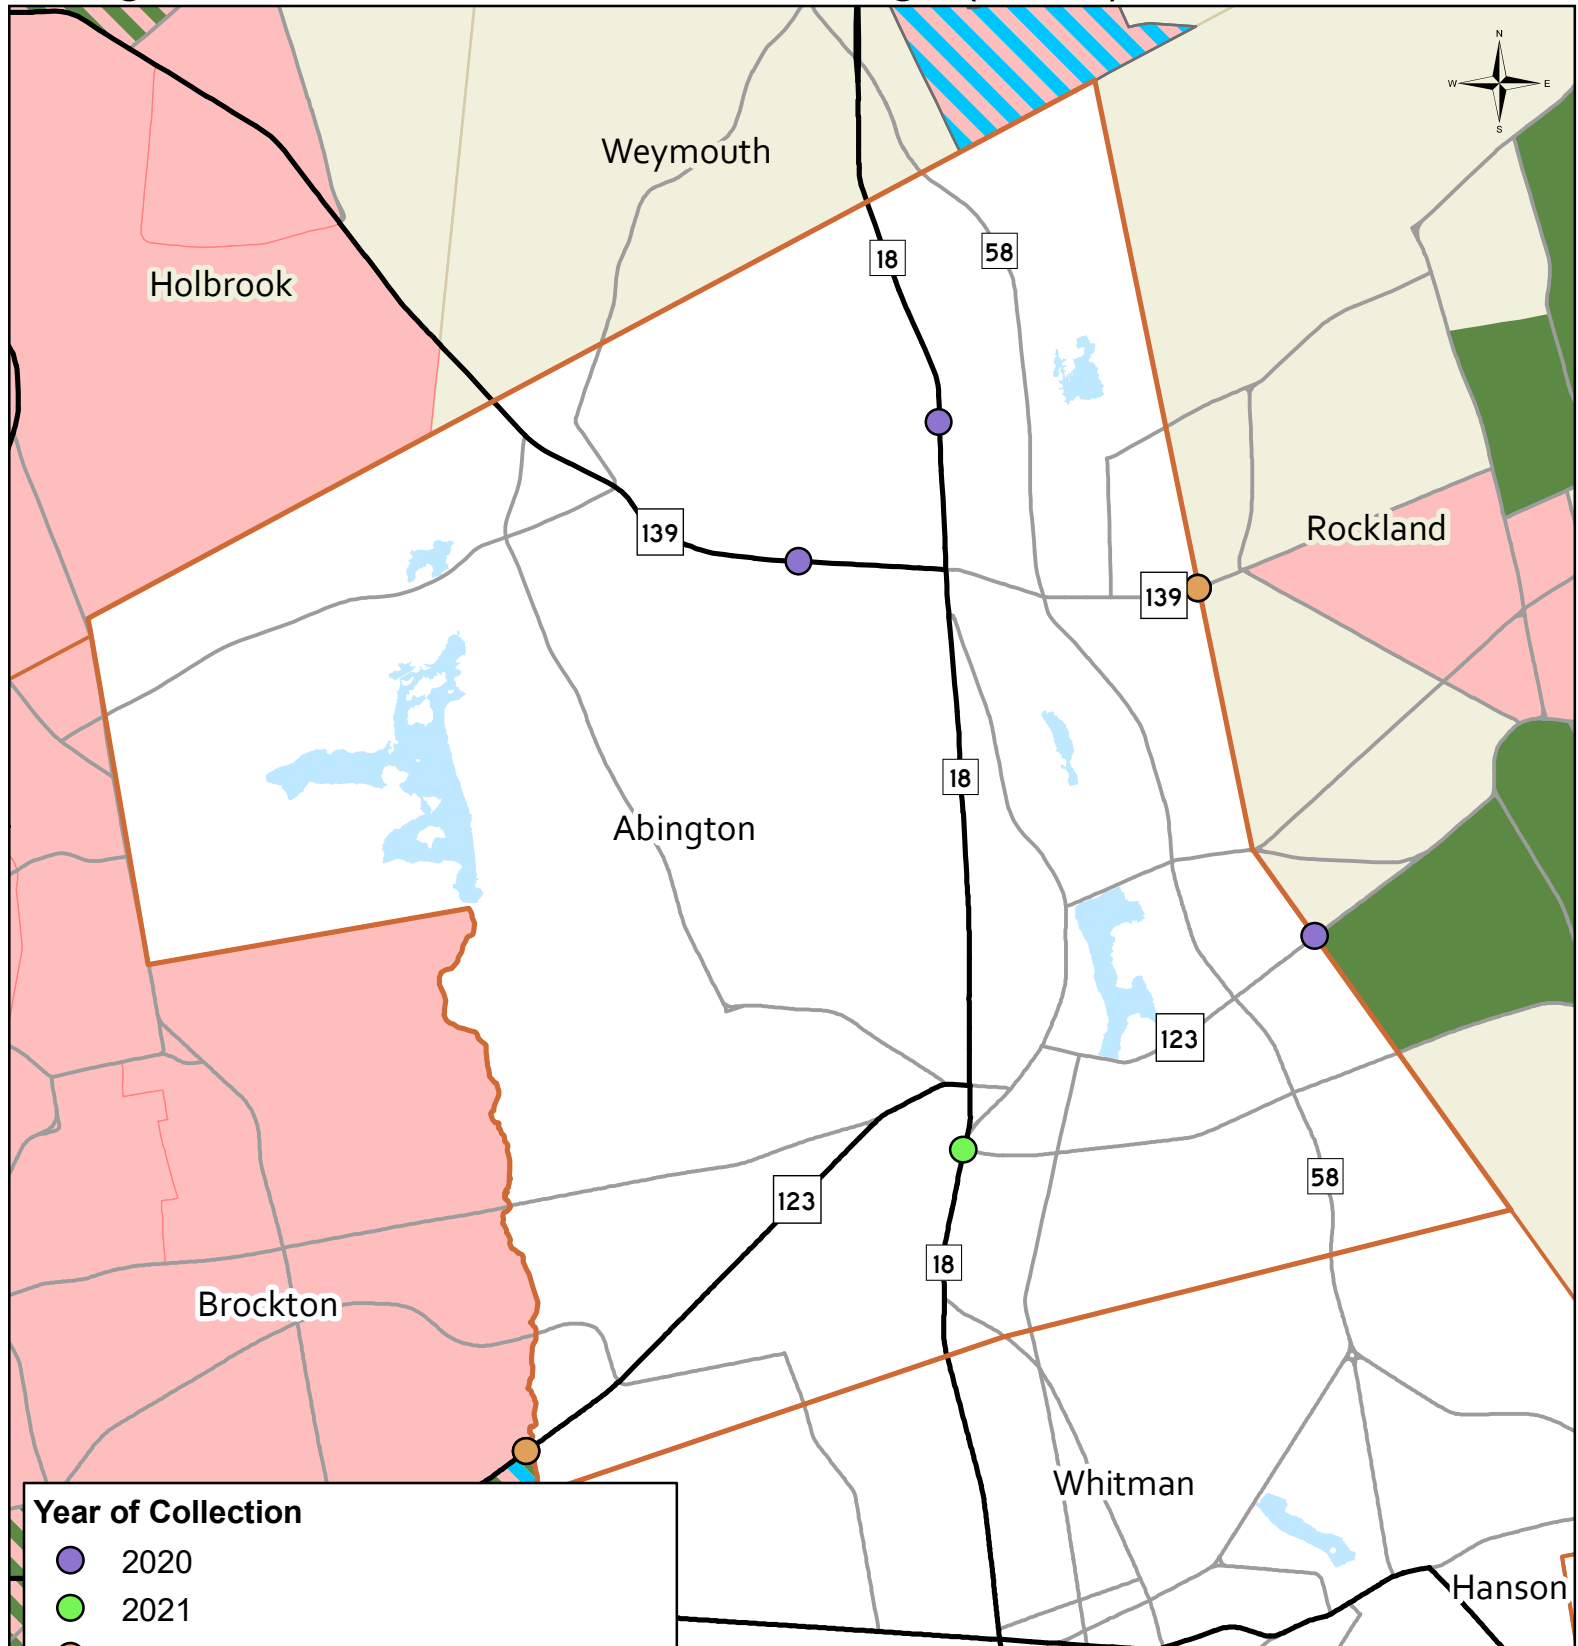 N
W E
S
Weymouth
18
58
Holbrook
139
Rockland
139
18
Abington
123
58
123
18
Brockton
Whitman
Year of Collection
2020
2021
Hanson